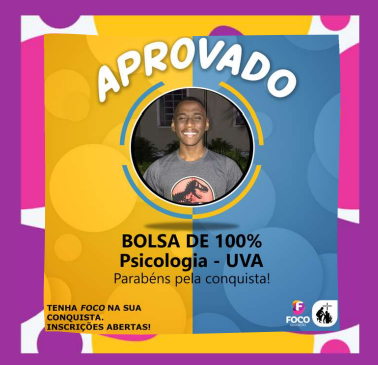 APROVADO
BOLSA DE 100%
Psicologia - UVA
Parabéns pela conquista!
TENHA FOCO NA SUA
CONQUISTA.
INSCRIÇÕES ABERTAS!
FOCO